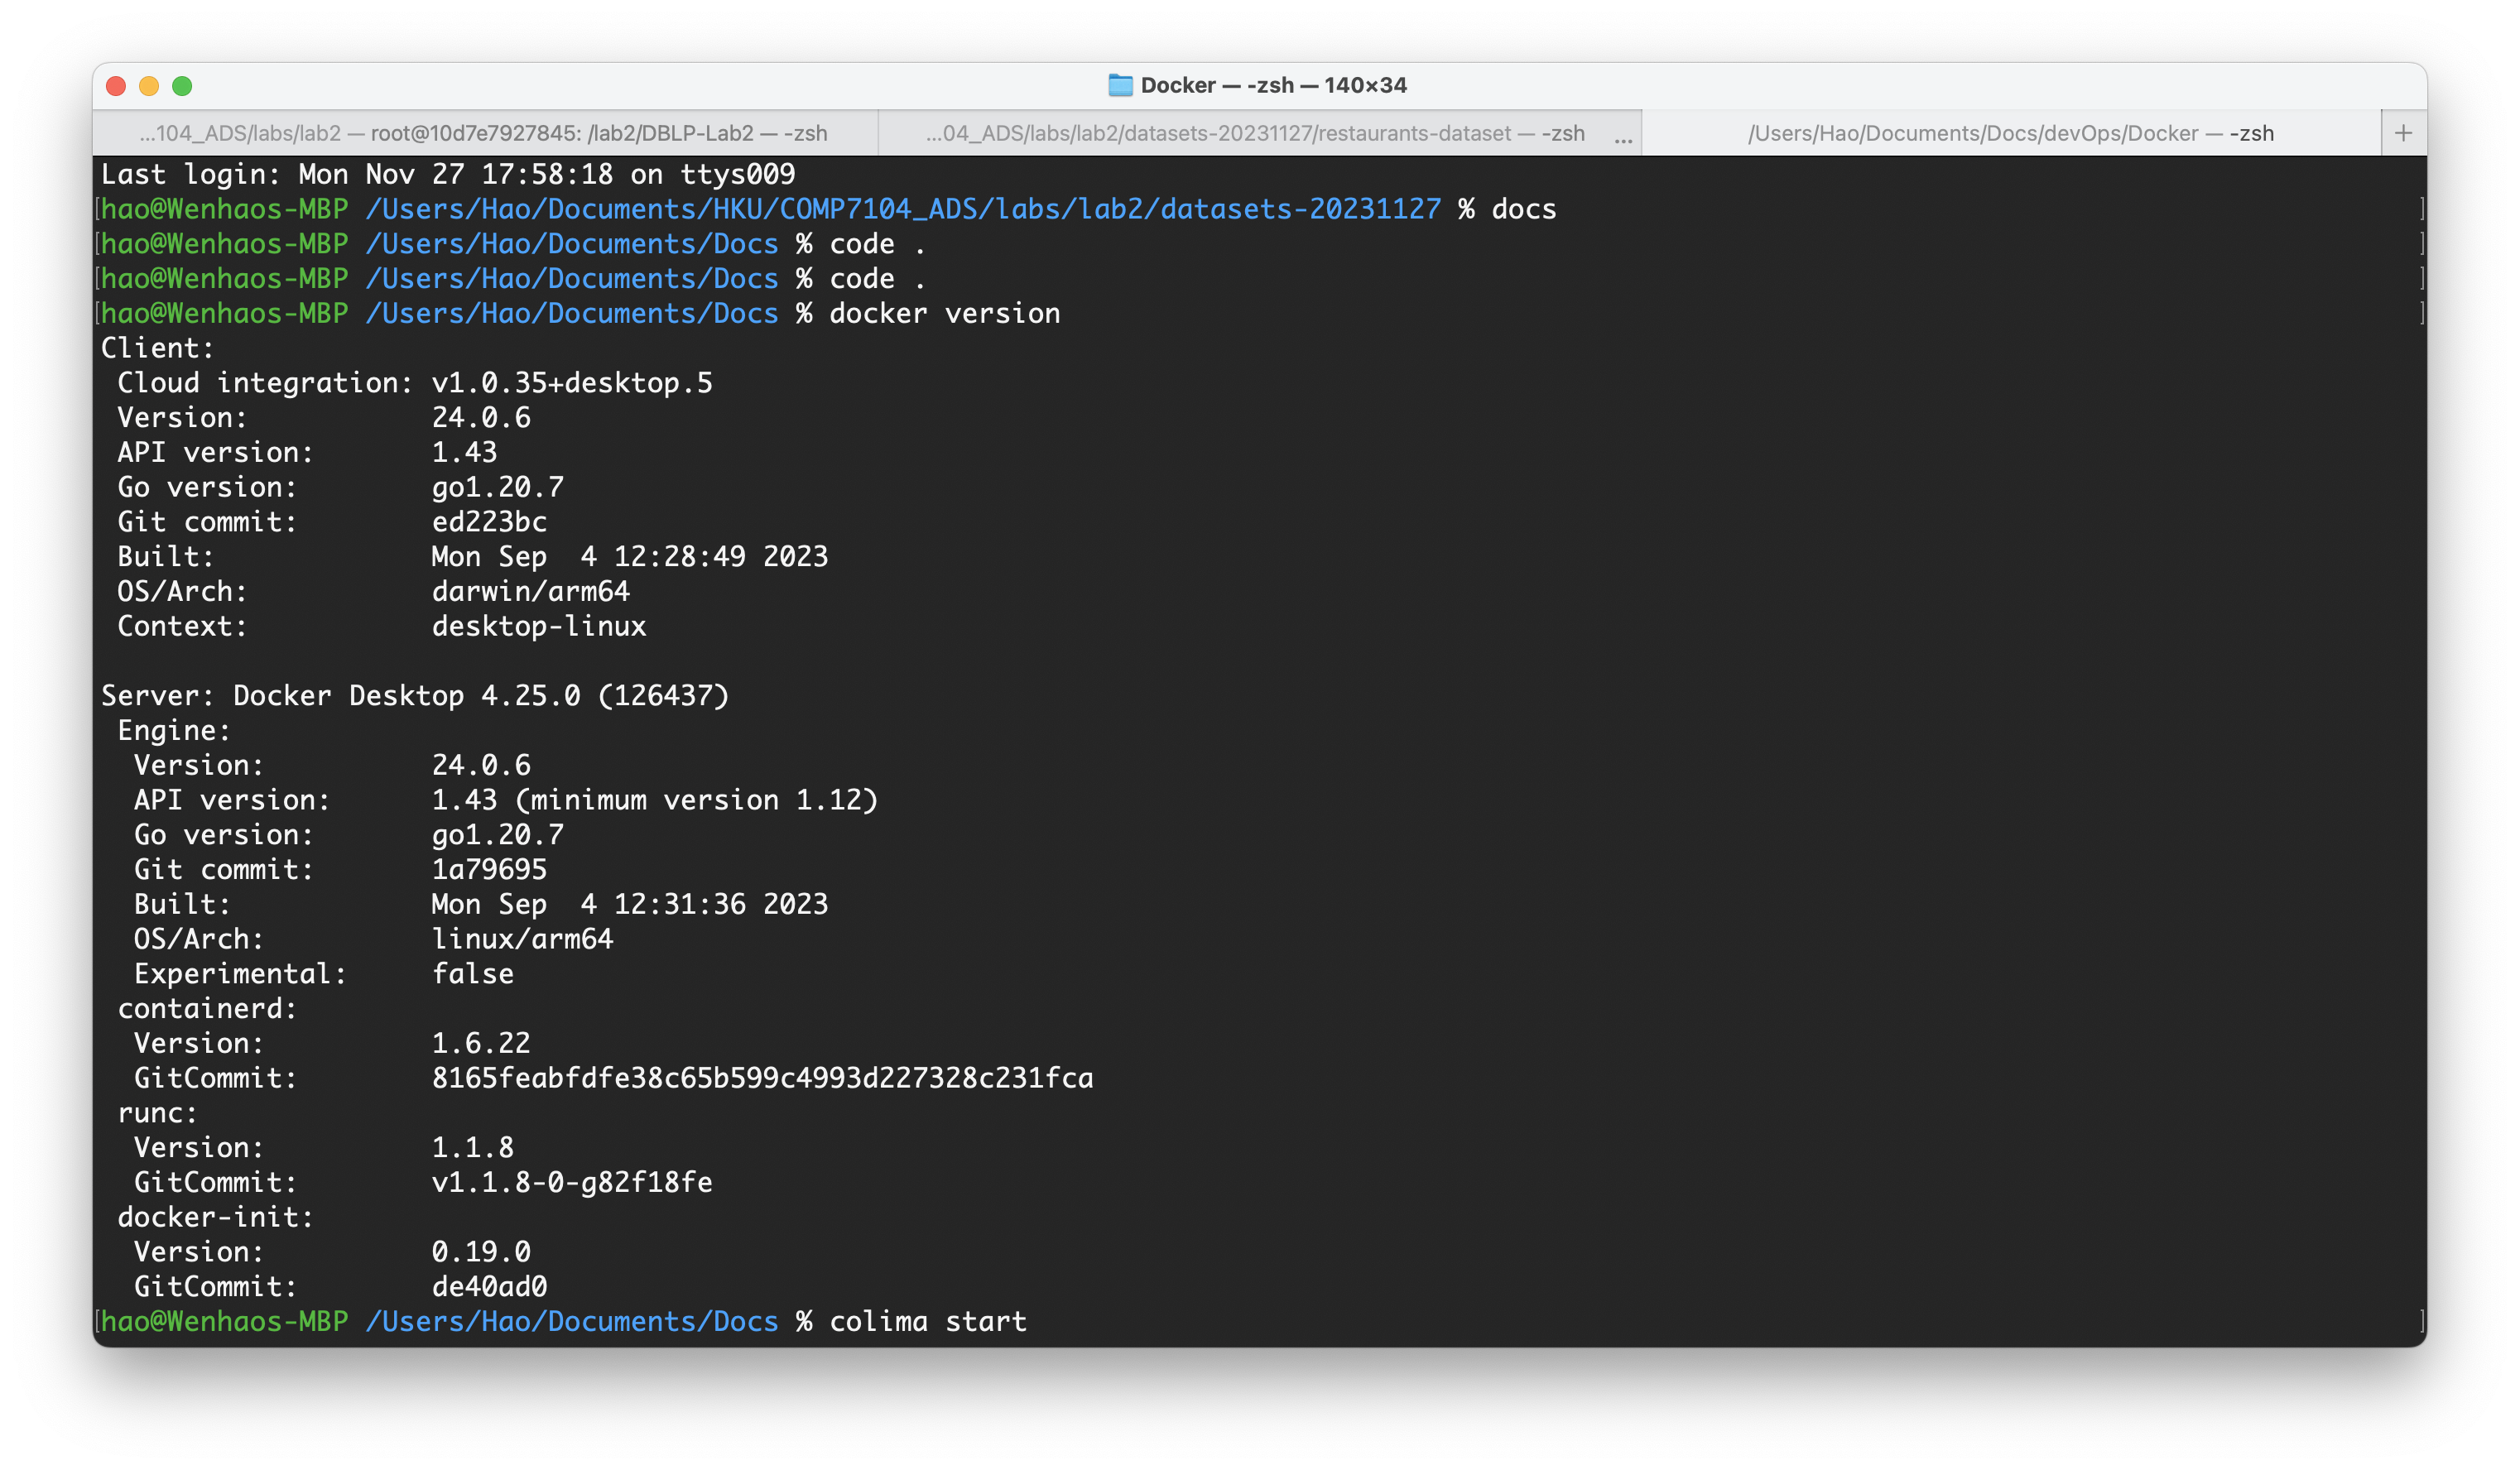 Docker — -zsh — 140×34
...104_ADS/labs/lab2 — root@10d7e7927845: /lab2/DBLP-Lab2 — -zsh
...04_ADS/labs/lab2/datasets-20231127/restaurants-dataset — -zsh ...
/Users/Hao/Documents/Docs/devOps/Docker — -zsh +
Last login: Mon Nov 27 17:58:18 on ttys009
[hao@Wenhaos-MBP /Users/Hao/Documents/HKU/COMP7104_ADS/labs/lab2/datasets-20231127 % docs ]
[hao@Wenhaos-MBP /Users/Hao/Documents/Docs % code . ]
[hao@Wenhaos-MBP /Users/Hao/Documents/Docs % code . ]
[hao@Wenhaos-MBP /Users/Hao/Documents/Docs % docker version ]
Client:
Cloud integration: v1.0.35+desktop.5
Version: 24.0.6
API version: 1.43
Go version: go1.20.7
Git commit: ed223bc
Built: Mon Sep  4 12:28:49 2023
OS/Arch: darwin/arm64
Context: desktop-linux
Server: Docker Desktop 4.25.0 (126437)
Engine:
Version: 24.0.6
API version: 1.43 (minimum version 1.12)
Go version: go1.20.7
Git commit: 1a79695
Built: Mon Sep  4 12:31:36 2023
OS/Arch: linux/arm64
Experimental: false
containerd:
Version: 1.6.22
GitCommit: 8165feabfdfe38c65b599c4993d227328c231fca
runc:
Version: 1.1.8
GitCommit: v1.1.8-0-g82f18fe
docker-init:
Version: 0.19.0
GitCommit: de40ad0
[hao@Wenhaos-MBP /Users/Hao/Documents/Docs % colima start ]